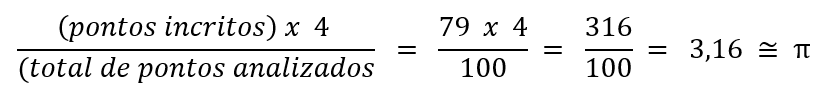 (pontos incritos) x 4
(total de pontos analizados = 79 x 4
100 = 316
100 = 3,16 ≅ π